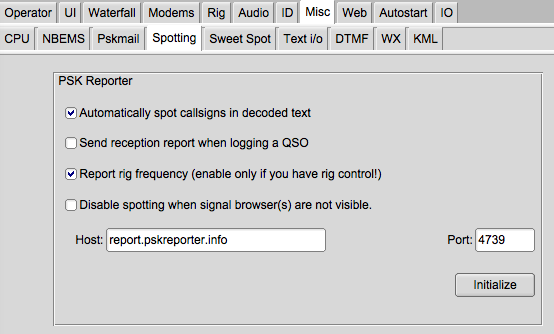 Operator UI Waterfall Modems Rig Audio ID Misc Web Autostart IO
CPU NBEMS Pskmail Spotting Sweet Spot Text i/o DTMF WX KML
PSK Reporter
Automatically spot callsigns in decoded text
Send reception report when logging a QSO
Report rig frequency (enable only if you have rig control!)
Disable spotting when signal browser(s) are not visible.
Host: report.pskreporter.info Port: 4739
Initialize